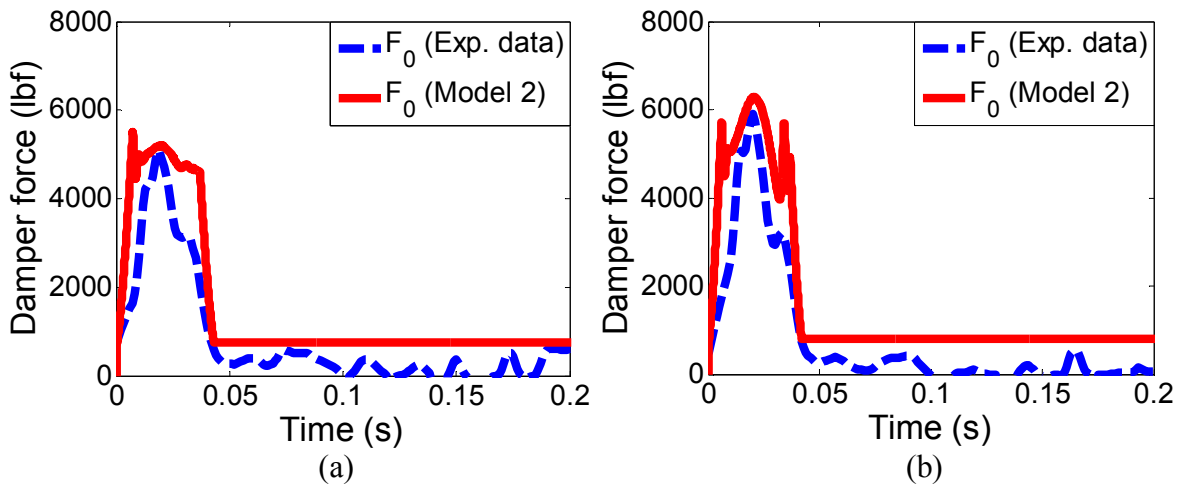 8000
6000
4000
2000
0
Damper force (lbf)
F0 (Exp. data)
F0 (Model 2)
0 0.05 0.1 0.15 0.2
Time (s)
(a)
8000
6000
4000
2000
0
Damper force (lbf)
F0 (Exp. data)
F0 (Model 2)
0 0.05 0.1 0.15 0.2
Time (s)
(b)